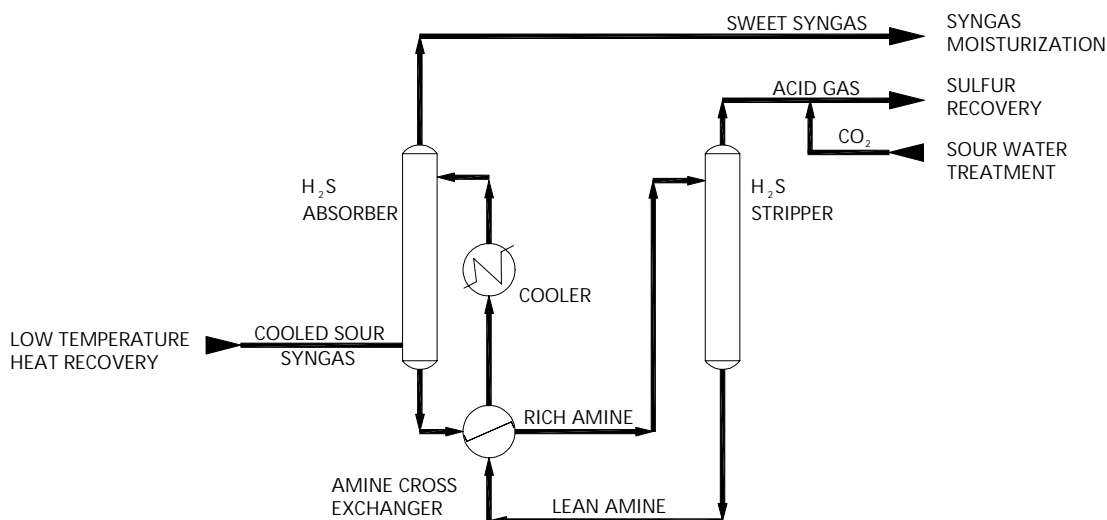 SWEET SYNGAS
SYNGAS
MOISTURIZATION
ACID GAS
SULFUR
RECOVERY
CO₂
SOUR WATER
TREATMENT
H₂S
ABSORBER
H₂S
STRIPPER
COOLER
LOW TEMPERATURE
HEAT RECOVERY
COOLED SOUR
SYNGAS
RICH AMINE
AMINE CROSS
EXCHANGER
LEAN AMINE